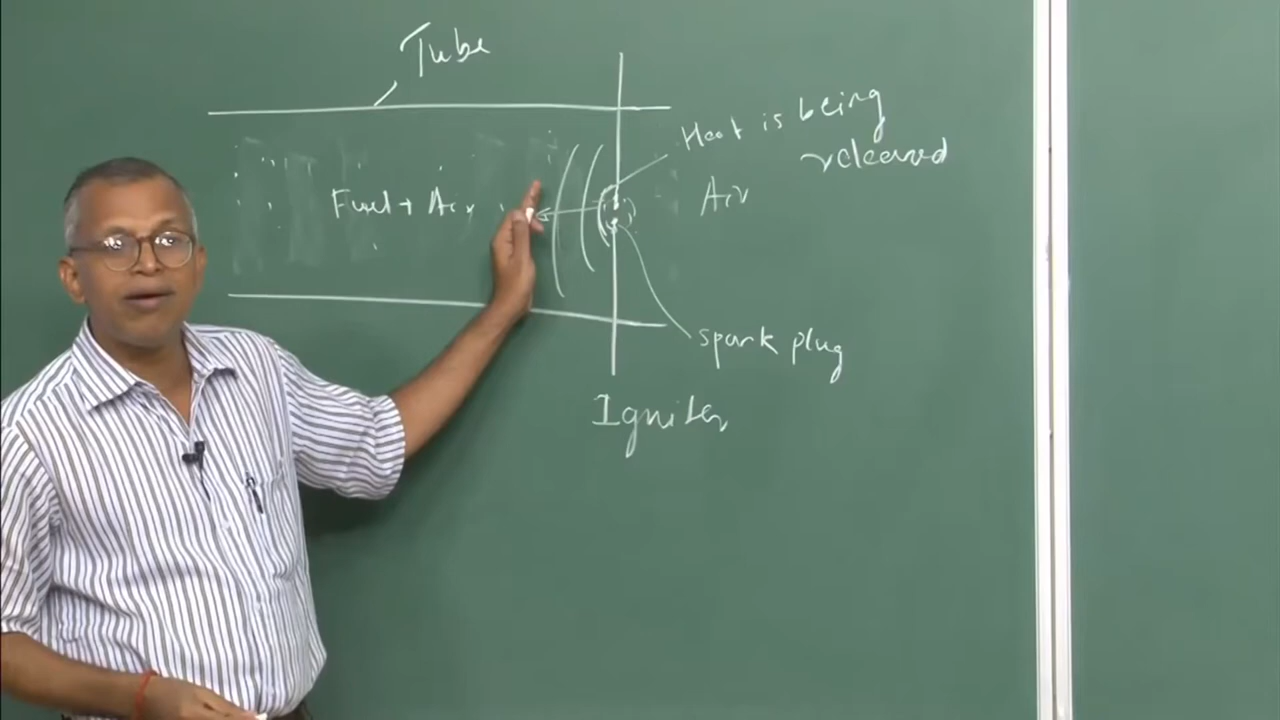 Tube
Heat is being
released
Fuel + Air
Air
spark plug
Igniter